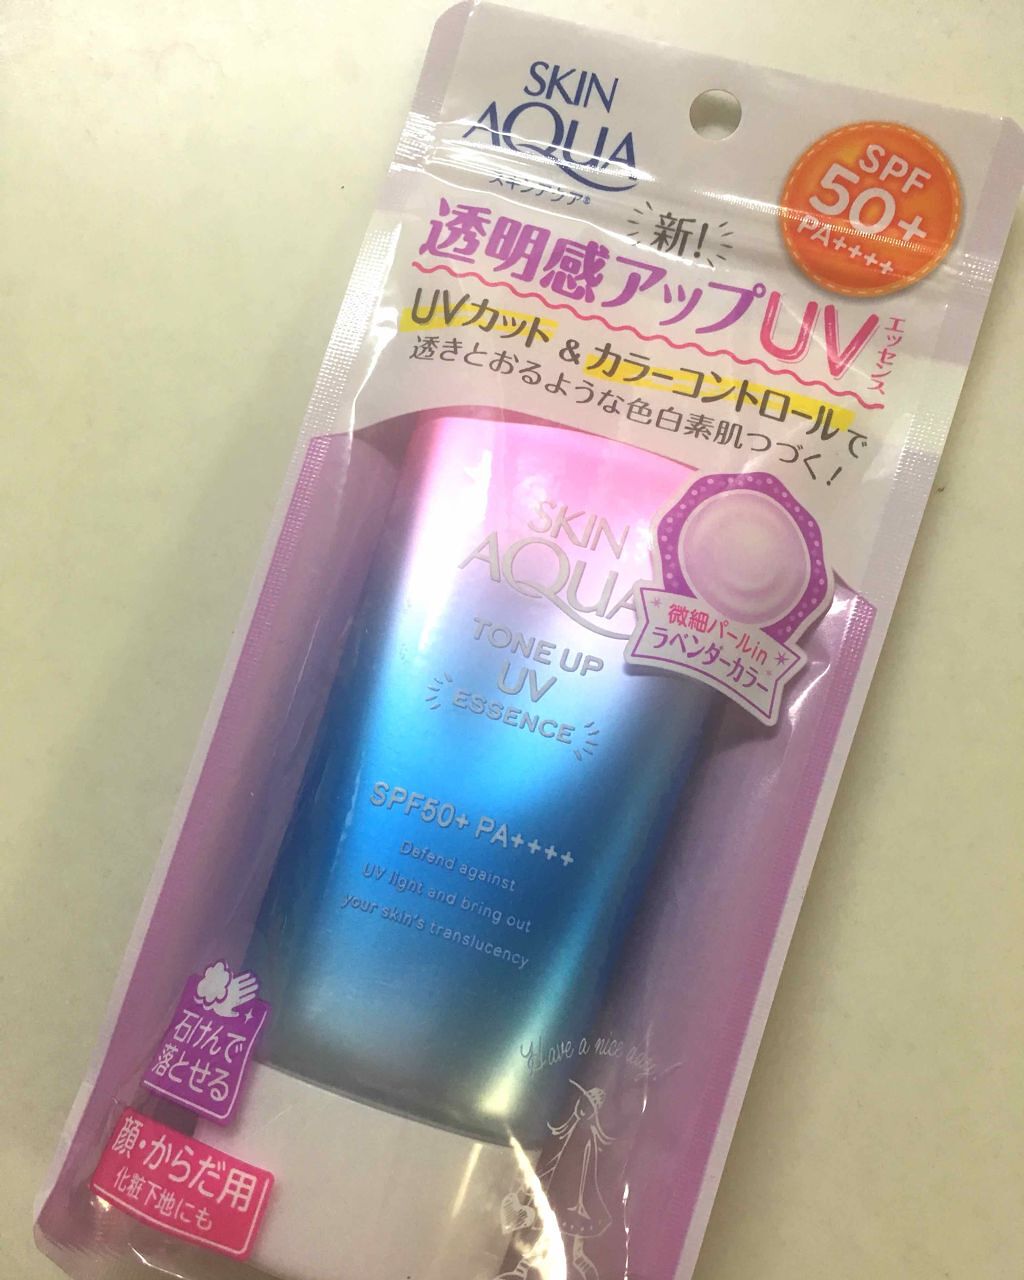 SKIN
AQUA
スキンアクア®
新!
SPF
50+
PA++++
透明感アップUV
エッセンス
UVカット&カラーコントロールで
透きとおるような色白素肌つづく!
SKIN
AQUA
微細パールin
ラベンダーカラー
TONE UP
UV
ESSENCE
SPF50+ PA++++
Defend against
UV light and bring out
your skin's translucency
Have a nice day!
石けんで
落とせる
顔・からだ用
化粧下地にも